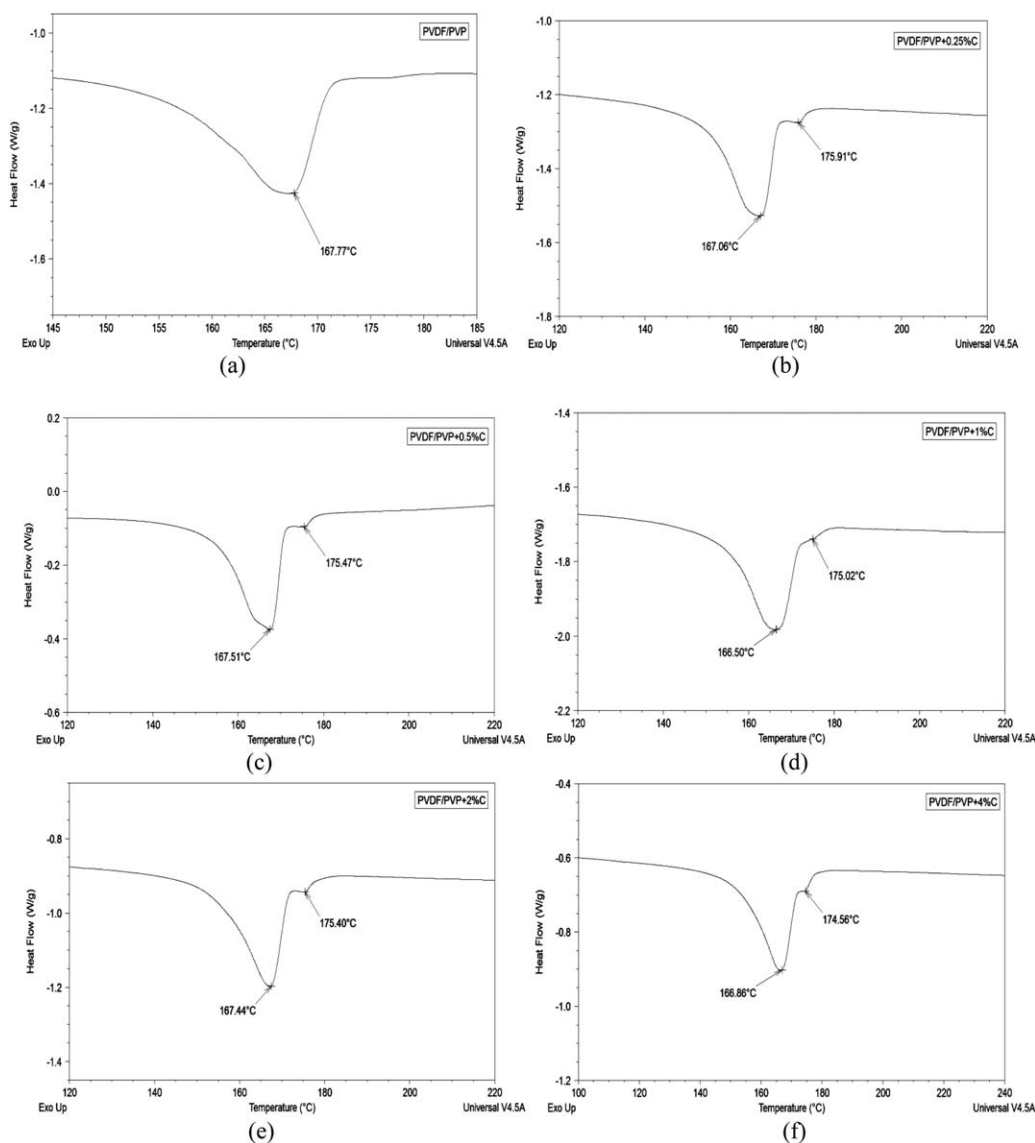 PVDF/PVP
-1.0
-1.2
-1.4
-1.6
Heat Flow (W/g)
167.77°C
145 150 155 160 165 170 175 180 185
Exo Up Temperature (°C) Universal V4.5A
(a)
PVDF/PVP+0.25%C
-1.0
-1.2
-1.4
-1.6
-1.8
Heat Flow (W/g)
175.91°C
167.06°C
120 140 160 180 200 220
Exo Up Temperature (°C) Universal V4.5A
(b)
PVDF/PVP+0.5%C
0.2
0.0
-0.2
-0.4
-0.6
Heat Flow (W/g)
175.47°C
167.51°C
120 140 160 180 200 220
Exo Up Temperature (°C) Universal V4.5A
(c)
PVDF/PVP+1%C
-1.4
-1.6
-1.8
-2.0
-2.2
Heat Flow (W/g)
175.02°C
166.50°C
120 140 160 180 200 220
Exo Up Temperature (°C) Universal V4.5A
(d)
PVDF/PVP+2%C
-0.8
-1.0
-1.2
-1.4
Heat Flow (W/g)
175.40°C
167.44°C
120 140 160 180 200 220
Exo Up Temperature (°C) Universal V4.5A
(e)
PVDF/PVP+4%C
-0.4
-0.6
-0.8
-1.0
-1.2
Heat Flow (W/g)
174.56°C
166.86°C
100 120 140 160 180 200 220 240
Exo Up Temperature (°C) Universal V4.5A
(f)